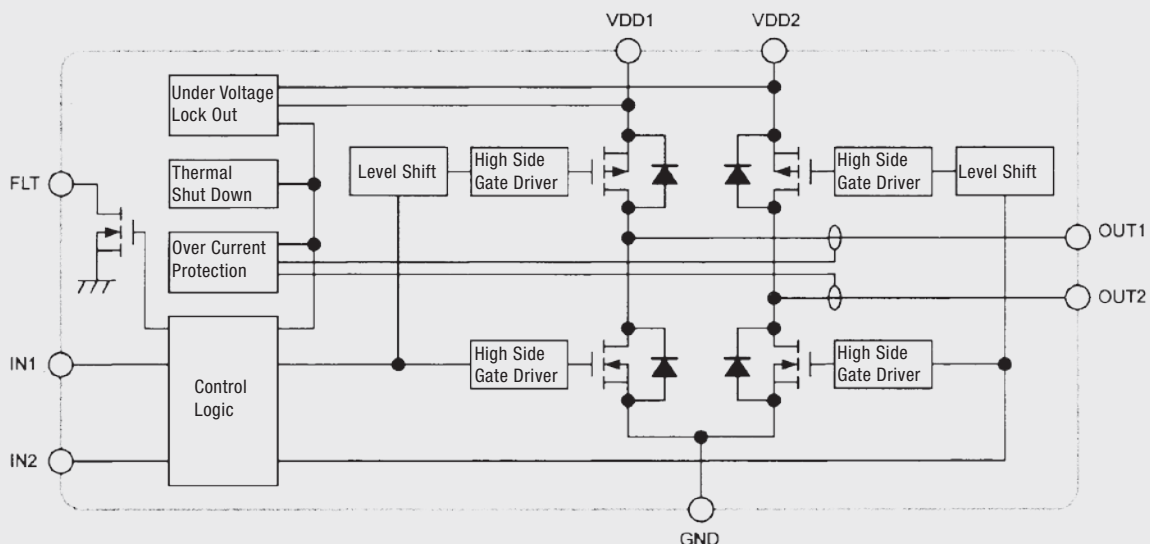 VDD1
VDD2
Under Voltage
Lock Out
Thermal
Shut Down
Over Current
Protection
FLT
Level Shift
High Side
Gate Driver
High Side
Gate Driver
Level Shift
OUT1
OUT2
IN1
IN2
Control
Logic
High Side
Gate Driver
High Side
Gate Driver
GND